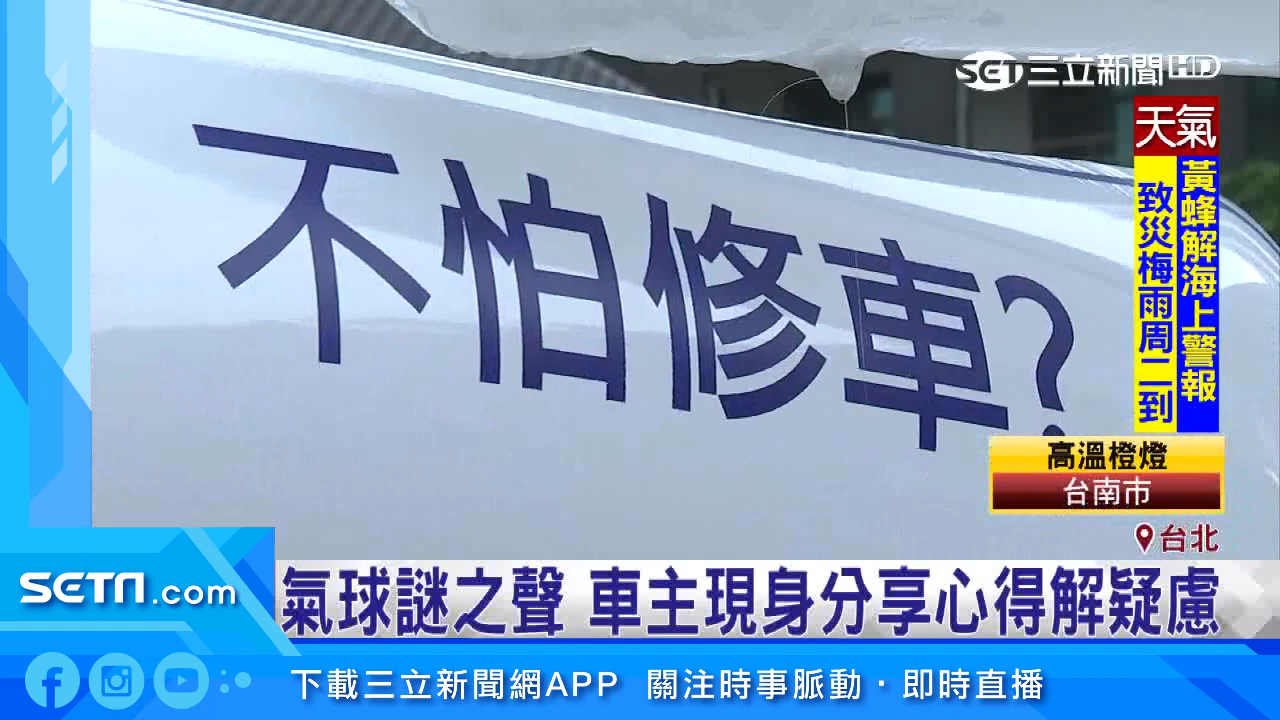 SET三立新聞HD
天氣
黃蜂解海上警報
致災梅雨周二到
不怕修車?
高溫橙燈
台南市
台北
SETN.com
氣球謎之聲 車主現身分享心得解疑慮
下載三立新聞網APP 關注時事脈動·即時直播